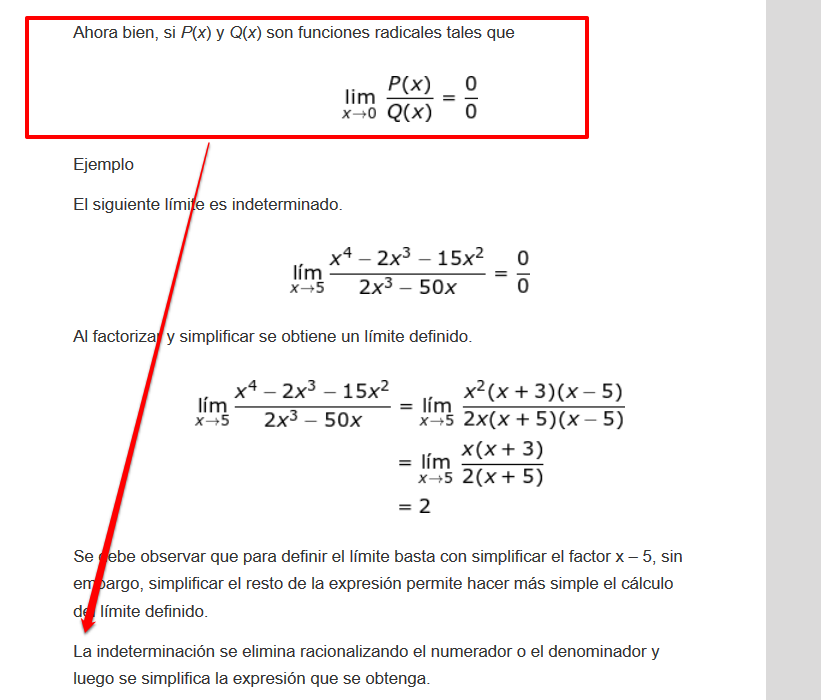 Ahora bien, si P(x) y Q(x) son funciones radicales tales que
lim x→0 P(x)/Q(x) = 0/0
Ejemplo
El siguiente límite es indeterminado.
lím x→5 (x⁴ – 2x³ – 15x²)/(2x³ – 50x) = 0/0
Al factorizar y simplificar se obtiene un límite definido.
lím x→5 (x⁴ – 2x³ – 15x²)/(2x³ – 50x) = lím x→5 x²(x + 3)(x – 5)/2x(x + 5)(x – 5)
= lím x→5 x(x + 3)/2(x + 5)
= 2
Se debe observar que para definir el límite basta con simplificar el factor x – 5, sin
embargo, simplificar el resto de la expresión permite hacer más simple el cálculo
del límite definido.
La indeterminación se elimina racionalizando el numerador o el denominador y
luego se simplifica la expresión que se obtenga.